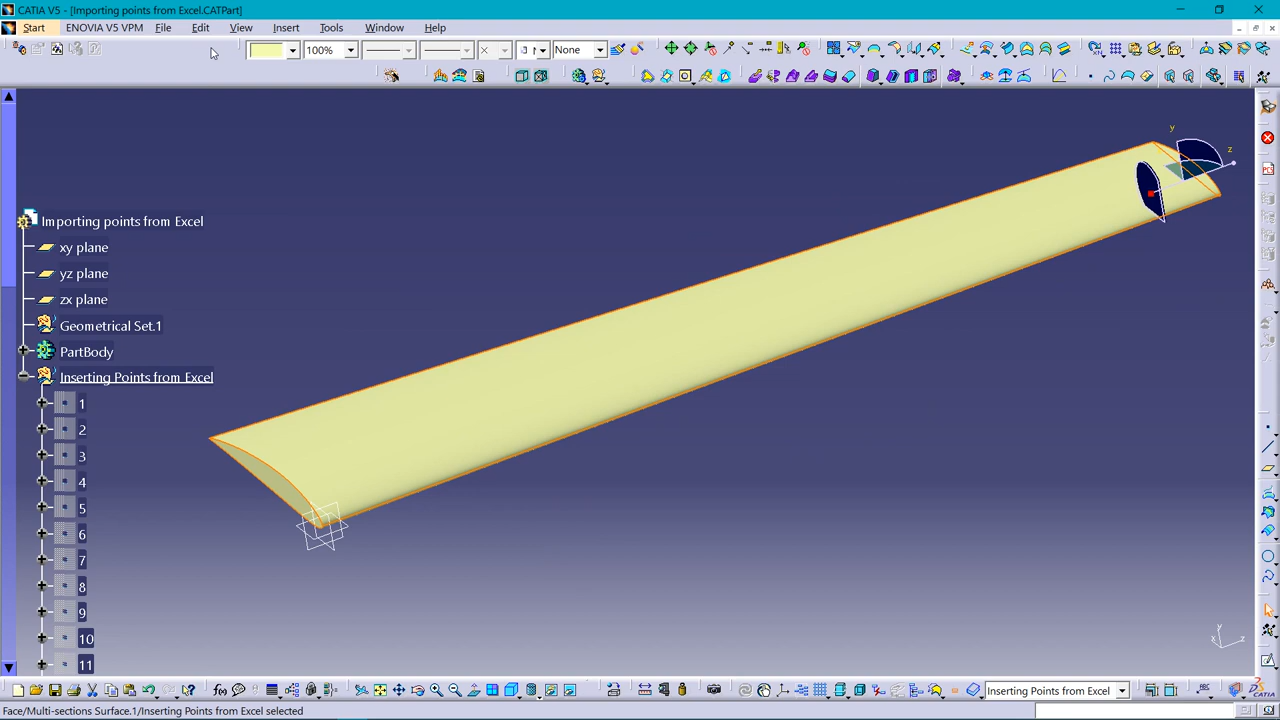 CATIA V5 - [Importing points from Excel.CATPart]
Start ENOVIA V5 VPM File Edit View Insert Tools Window Help
100% None
Importing points from Excel
xy plane
yz plane
zx plane
Geometrical Set.1
PartBody
Inserting Points from Excel
1
2
3
4
5
6
7
8
9
10
11
y
z
y
x
z
Inserting Points from Excel
CATIA
Face/Multi-sections Surface.1/Inserting Points from Excel selected